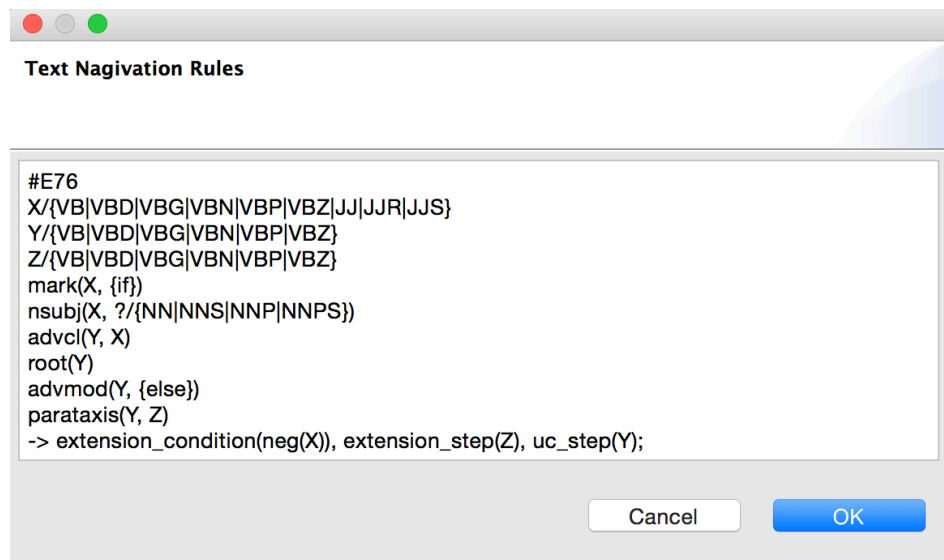 Text Nagivation Rules
#E76
X/{VB|VBD|VBG|VBN|VBP|VBZ|JJ|JJR|JJS}
Y/{VB|VBD|VBG|VBN|VBP|VBZ}
Z/{VB|VBD|VBG|VBN|VBP|VBZ}
mark(X, {if})
nsubj(X, ?/{NN|NNS|NNP|NNPS})
advcl(Y, X)
root(Y)
advmod(Y, {else})
parataxis(Y, Z)
-> extension_condition(neg(X)), extension_step(Z), uc_step(Y);
Cancel OK